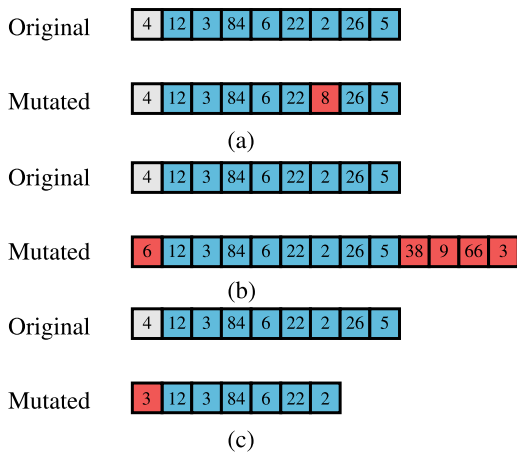 Original 4 12 3 84 6 22 2 26 5
Mutated 4 12 3 84 6 22 8 26 5
(a)
Original 4 12 3 84 6 22 2 26 5
Mutated 6 12 3 84 6 22 2 26 5 38 9 66 3
(b)
Original 4 12 3 84 6 22 2 26 5
Mutated 3 12 3 84 6 22 2
(c)